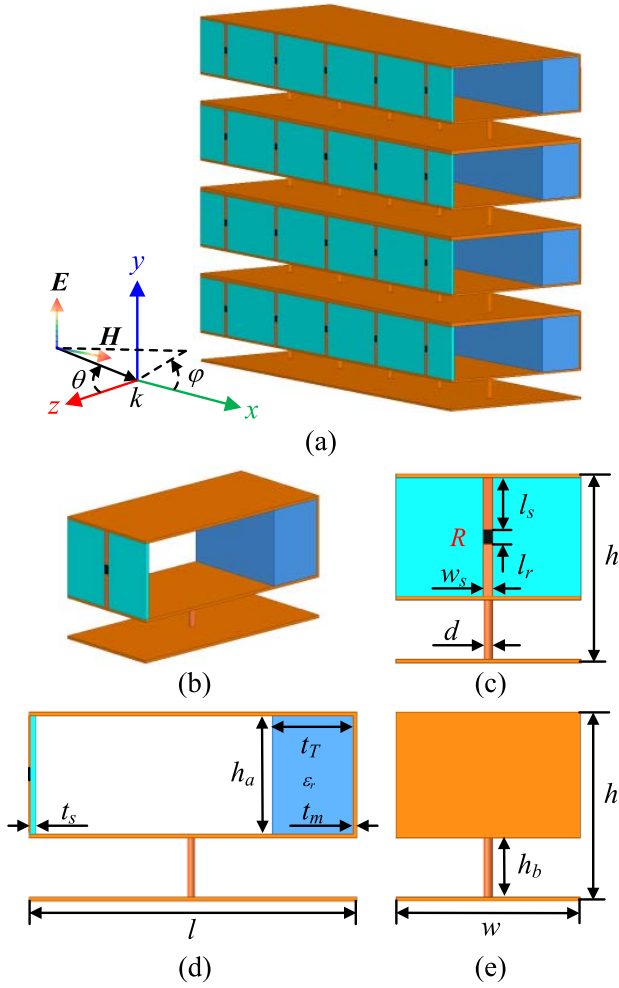 y
E
H
θ
φ
z
k
x
(a)
(b)
R
l_s
l_r
w_s
d
h
(c)
t_s
h_a
t_T
ε_r
t_m
l
(d)
h
h_b
w
(e)